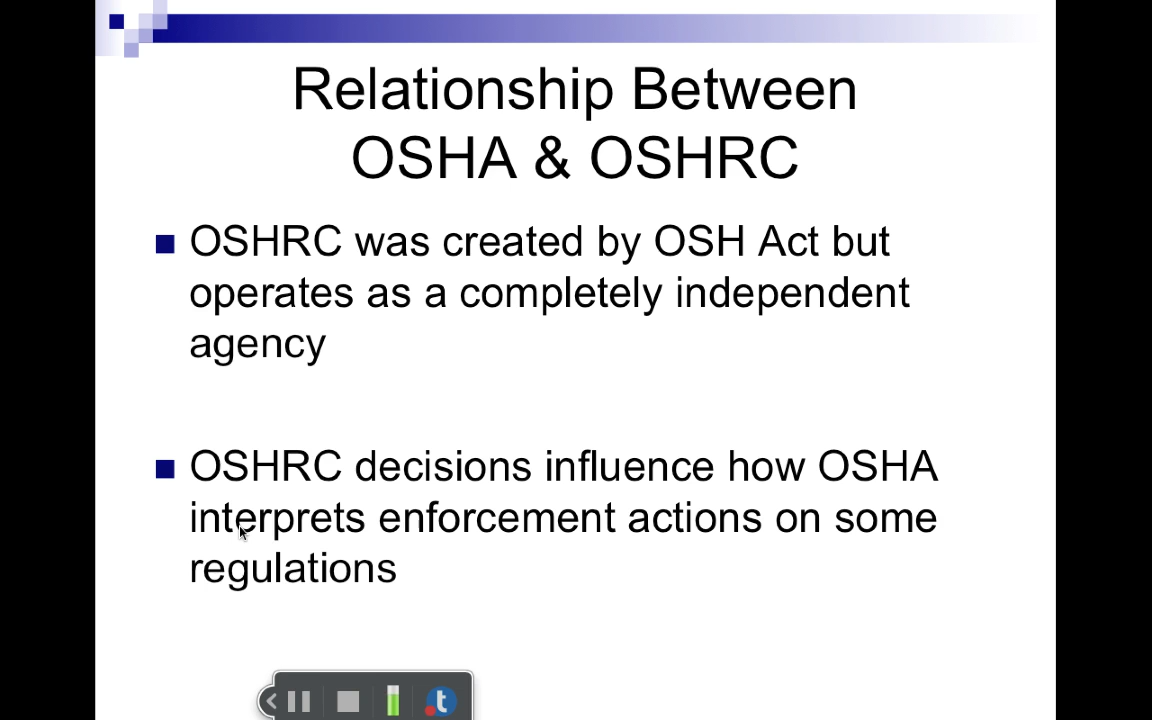 Relationship Between
OSHA & OSHRC
OSHRC was created by OSH Act but
operates as a completely independent
agency
OSHRC decisions influence how OSHA
interprets enforcement actions on some
regulations
t